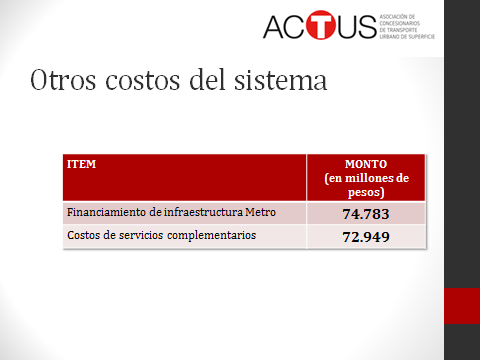 ACTUS
ASOCIACIÓN DE
CONCESIONARIOS
DE TRANSPORTE
URBANO DE SUPERFICIE
Otros costos del sistema
ITEM
MONTO
(en millones de
pesos)
Financiamiento de infraestructura Metro
74.783
Costos de servicios complementarios
72.949